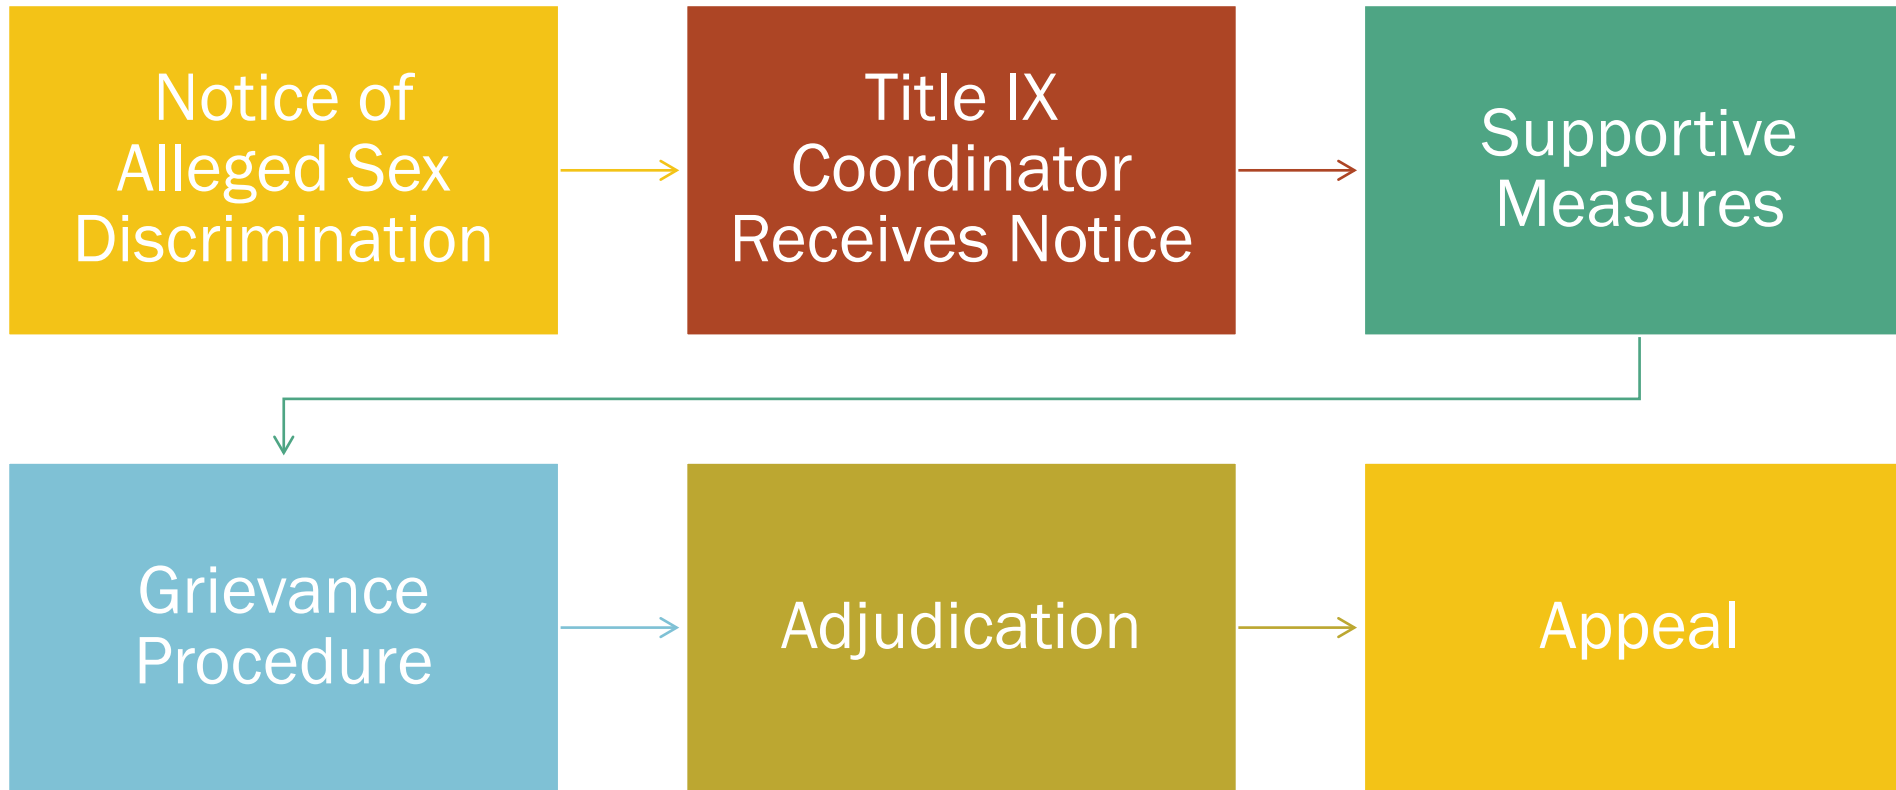 Notice of
Alleged Sex
Discrimination
Title IX
Coordinator
Receives Notice
Supportive
Measures
Grievance
Procedure
Adjudication
Appeal